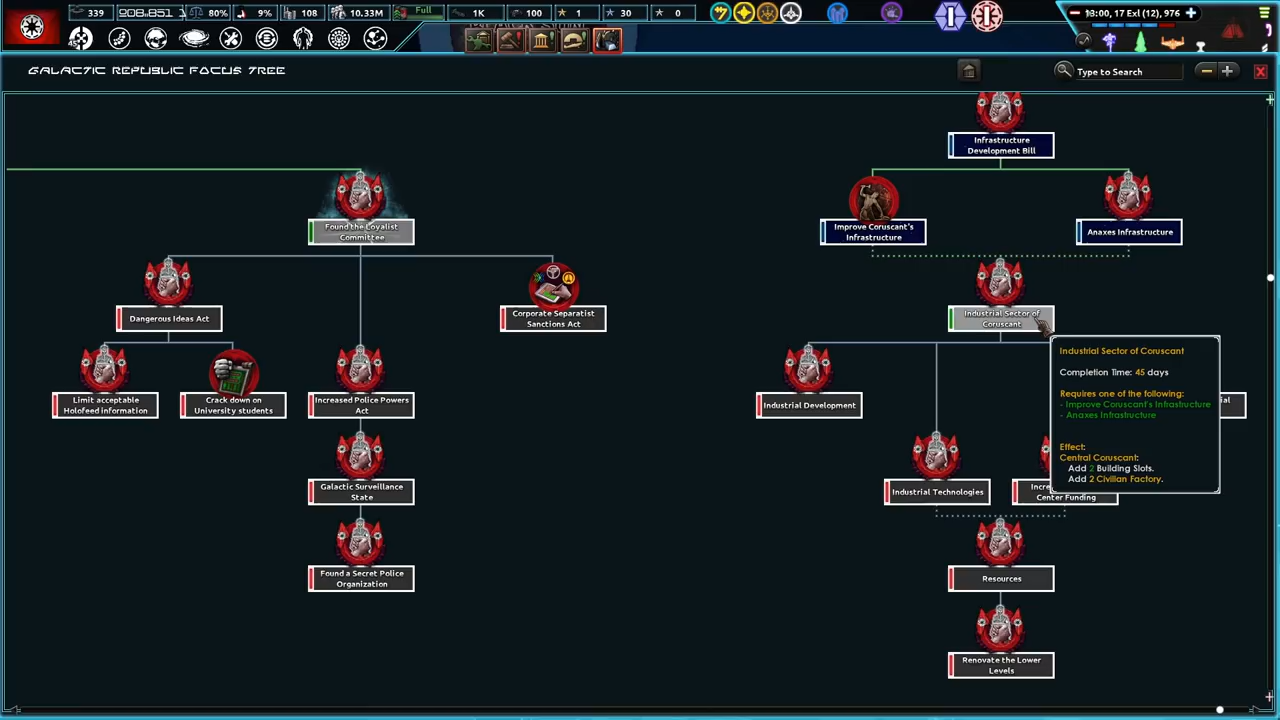 339
80%
9%
108
10.33M
Full
1K
100
1
30
0
18:00, 17 Exl (12), 976
GALACTIC REPUBLIC FOCUS TREE
Type to Search
Infrastructure
Development Bill
Found the Loyalist
Committee
Improve Coruscant's
Infrastructure
Anaxes Infrastructure
Dangerous Ideas Act
Corporate Separatist
Sanctions Act
Industrial Sector of
Coruscant
Industrial Sector of Coruscant
Completion Time: 45 days
Requires one of the following:
- Improve Coruscant's Infrastructure
- Anaxes Infrastructure
Effect:
Central Coruscant:
Add 2 Building Slots.
Add 2 Civilian Factory.
Limit acceptable
Holofeed information
Crack down on
University students
Increased Police Powers
Act
Industrial Development
Galactic Surveillance
State
Industrial Technologies
Center Funding
Found a Secret Police
Organization
Resources
Renovate the Lower
Levels